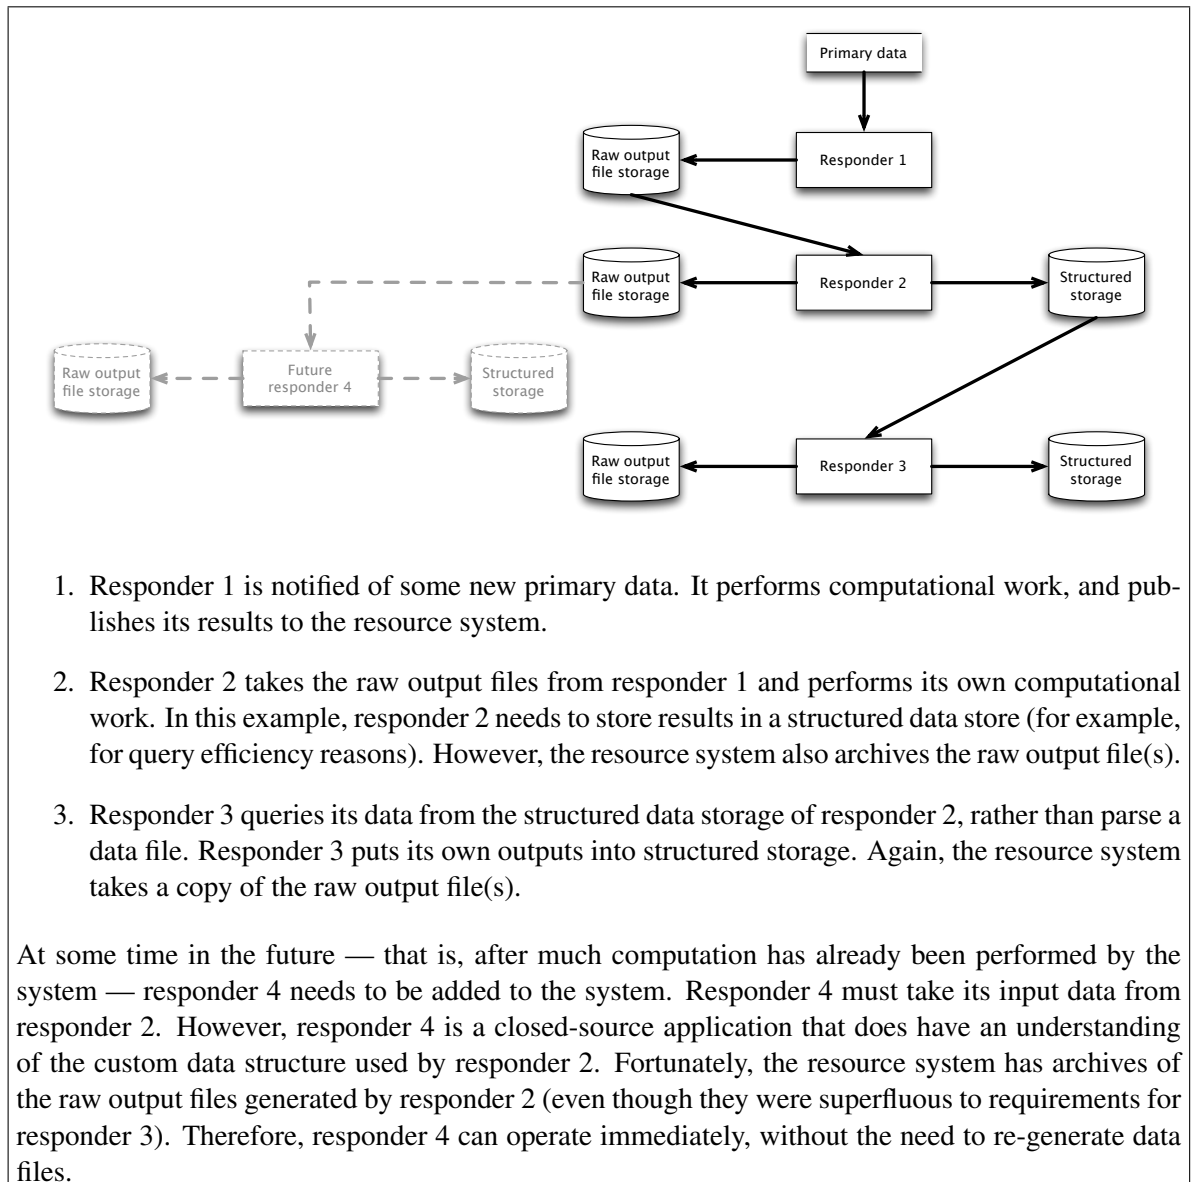 Primary data
Raw output
file storage
Responder 1
Raw output
file storage
Responder 2
Structured
storage
Raw output
file storage
Future
responder 4
Structured
storage
Raw output
file storage
Responder 3
Structured
storage
1. Responder 1 is notified of some new primary data. It performs computational work, and pub-
lishes its results to the resource system.
2. Responder 2 takes the raw output files from responder 1 and performs its own computational
work. In this example, responder 2 needs to store results in a structured data store (for example,
for query efficiency reasons). However, the resource system also archives the raw output file(s).
3. Responder 3 queries its data from the structured data storage of responder 2, rather than parse a
data file. Responder 3 puts its own outputs into structured storage. Again, the resource system
takes a copy of the raw output file(s).
At some time in the future — that is, after much computation has already been performed by the
system — responder 4 needs to be added to the system. Responder 4 must take its input data from
responder 2. However, responder 4 is a closed-source application that does have an understanding
of the custom data structure used by responder 2. Fortunately, the resource system has archives of
the raw output files generated by responder 2 (even though they were superfluous to requirements for
responder 3). Therefore, responder 4 can operate immediately, without the need to re-generate data
files.